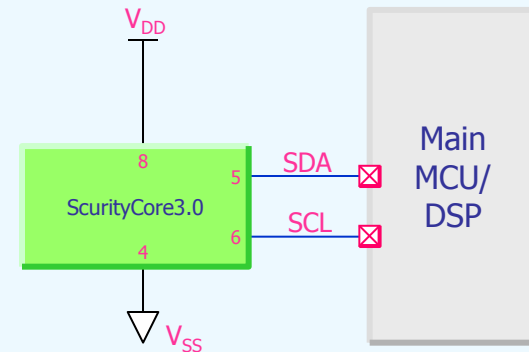 VDD
8
ScurityCore3.0
5
SDA
6
SCL
4
VSS
Main
MCU/
DSP